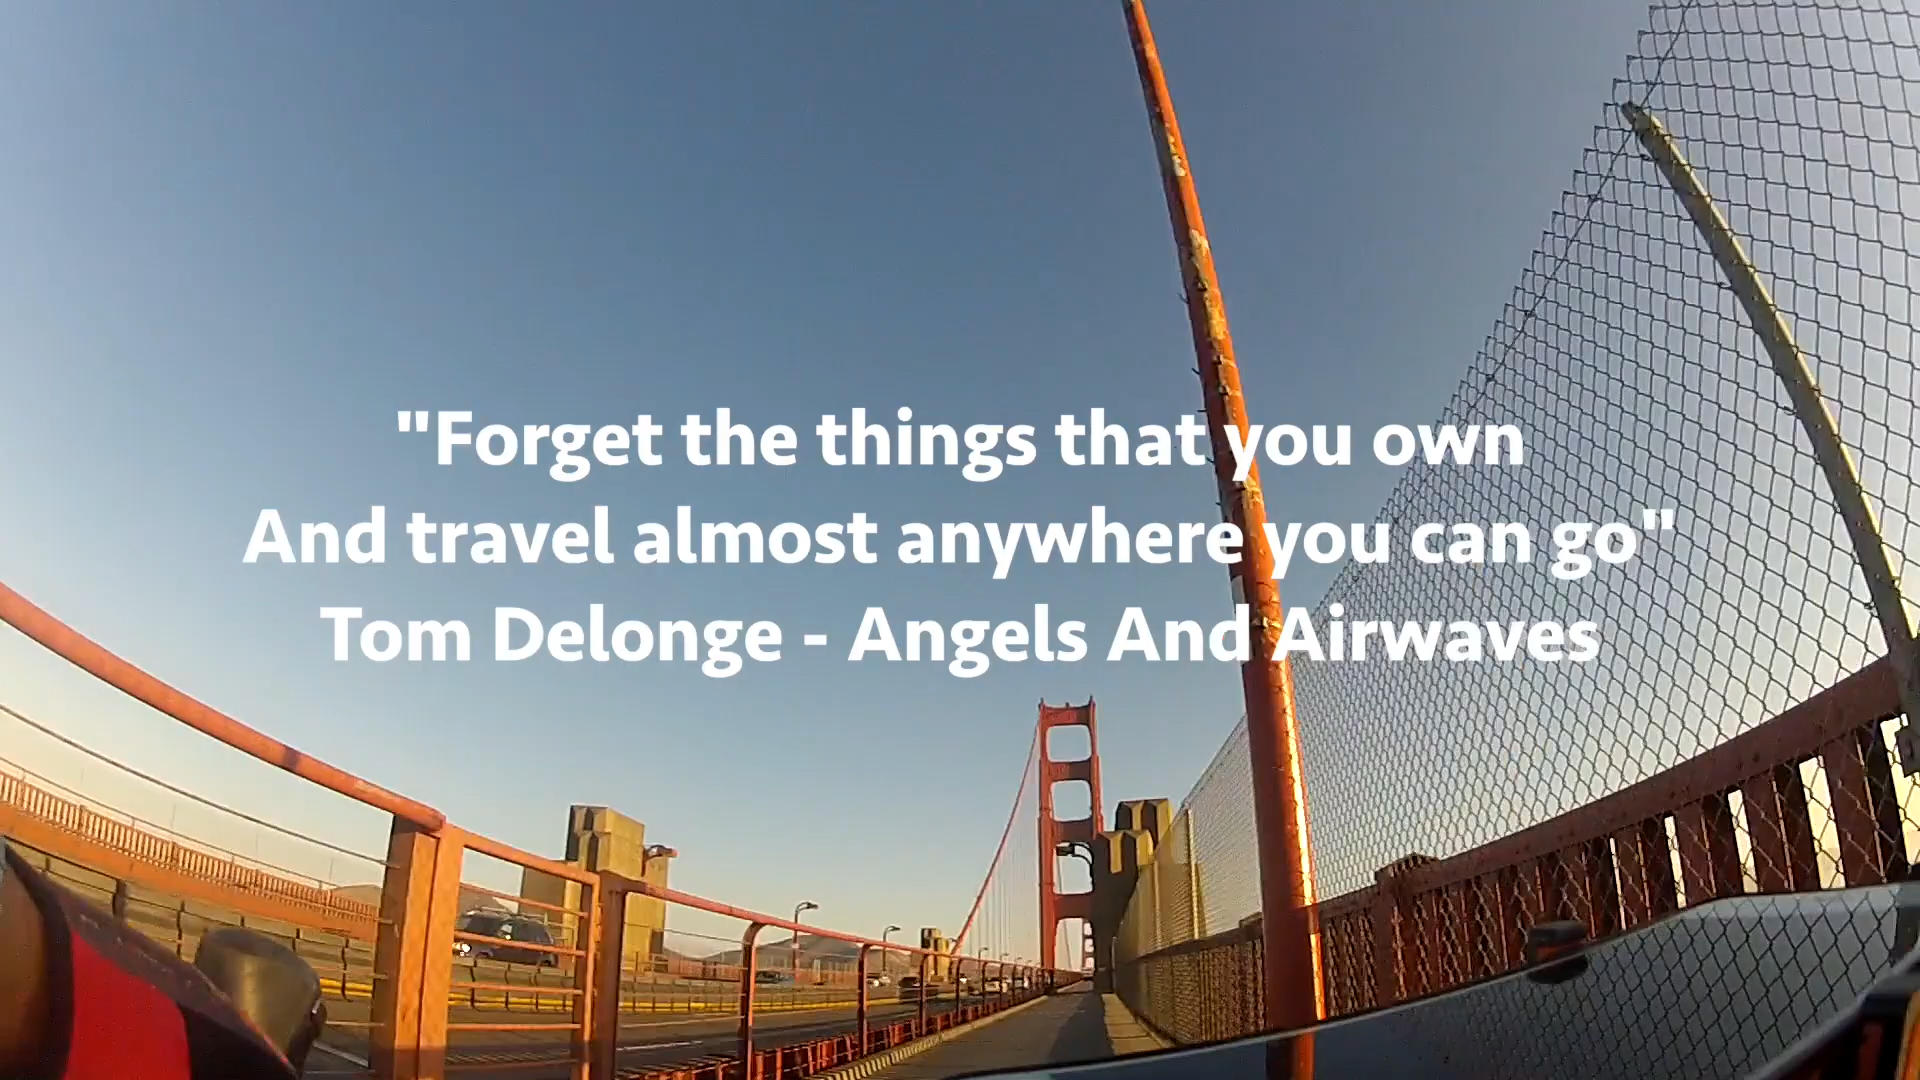 "Forget the things that you own
And travel almost anywhere you can go"
Tom Delonge - Angels And Airwaves